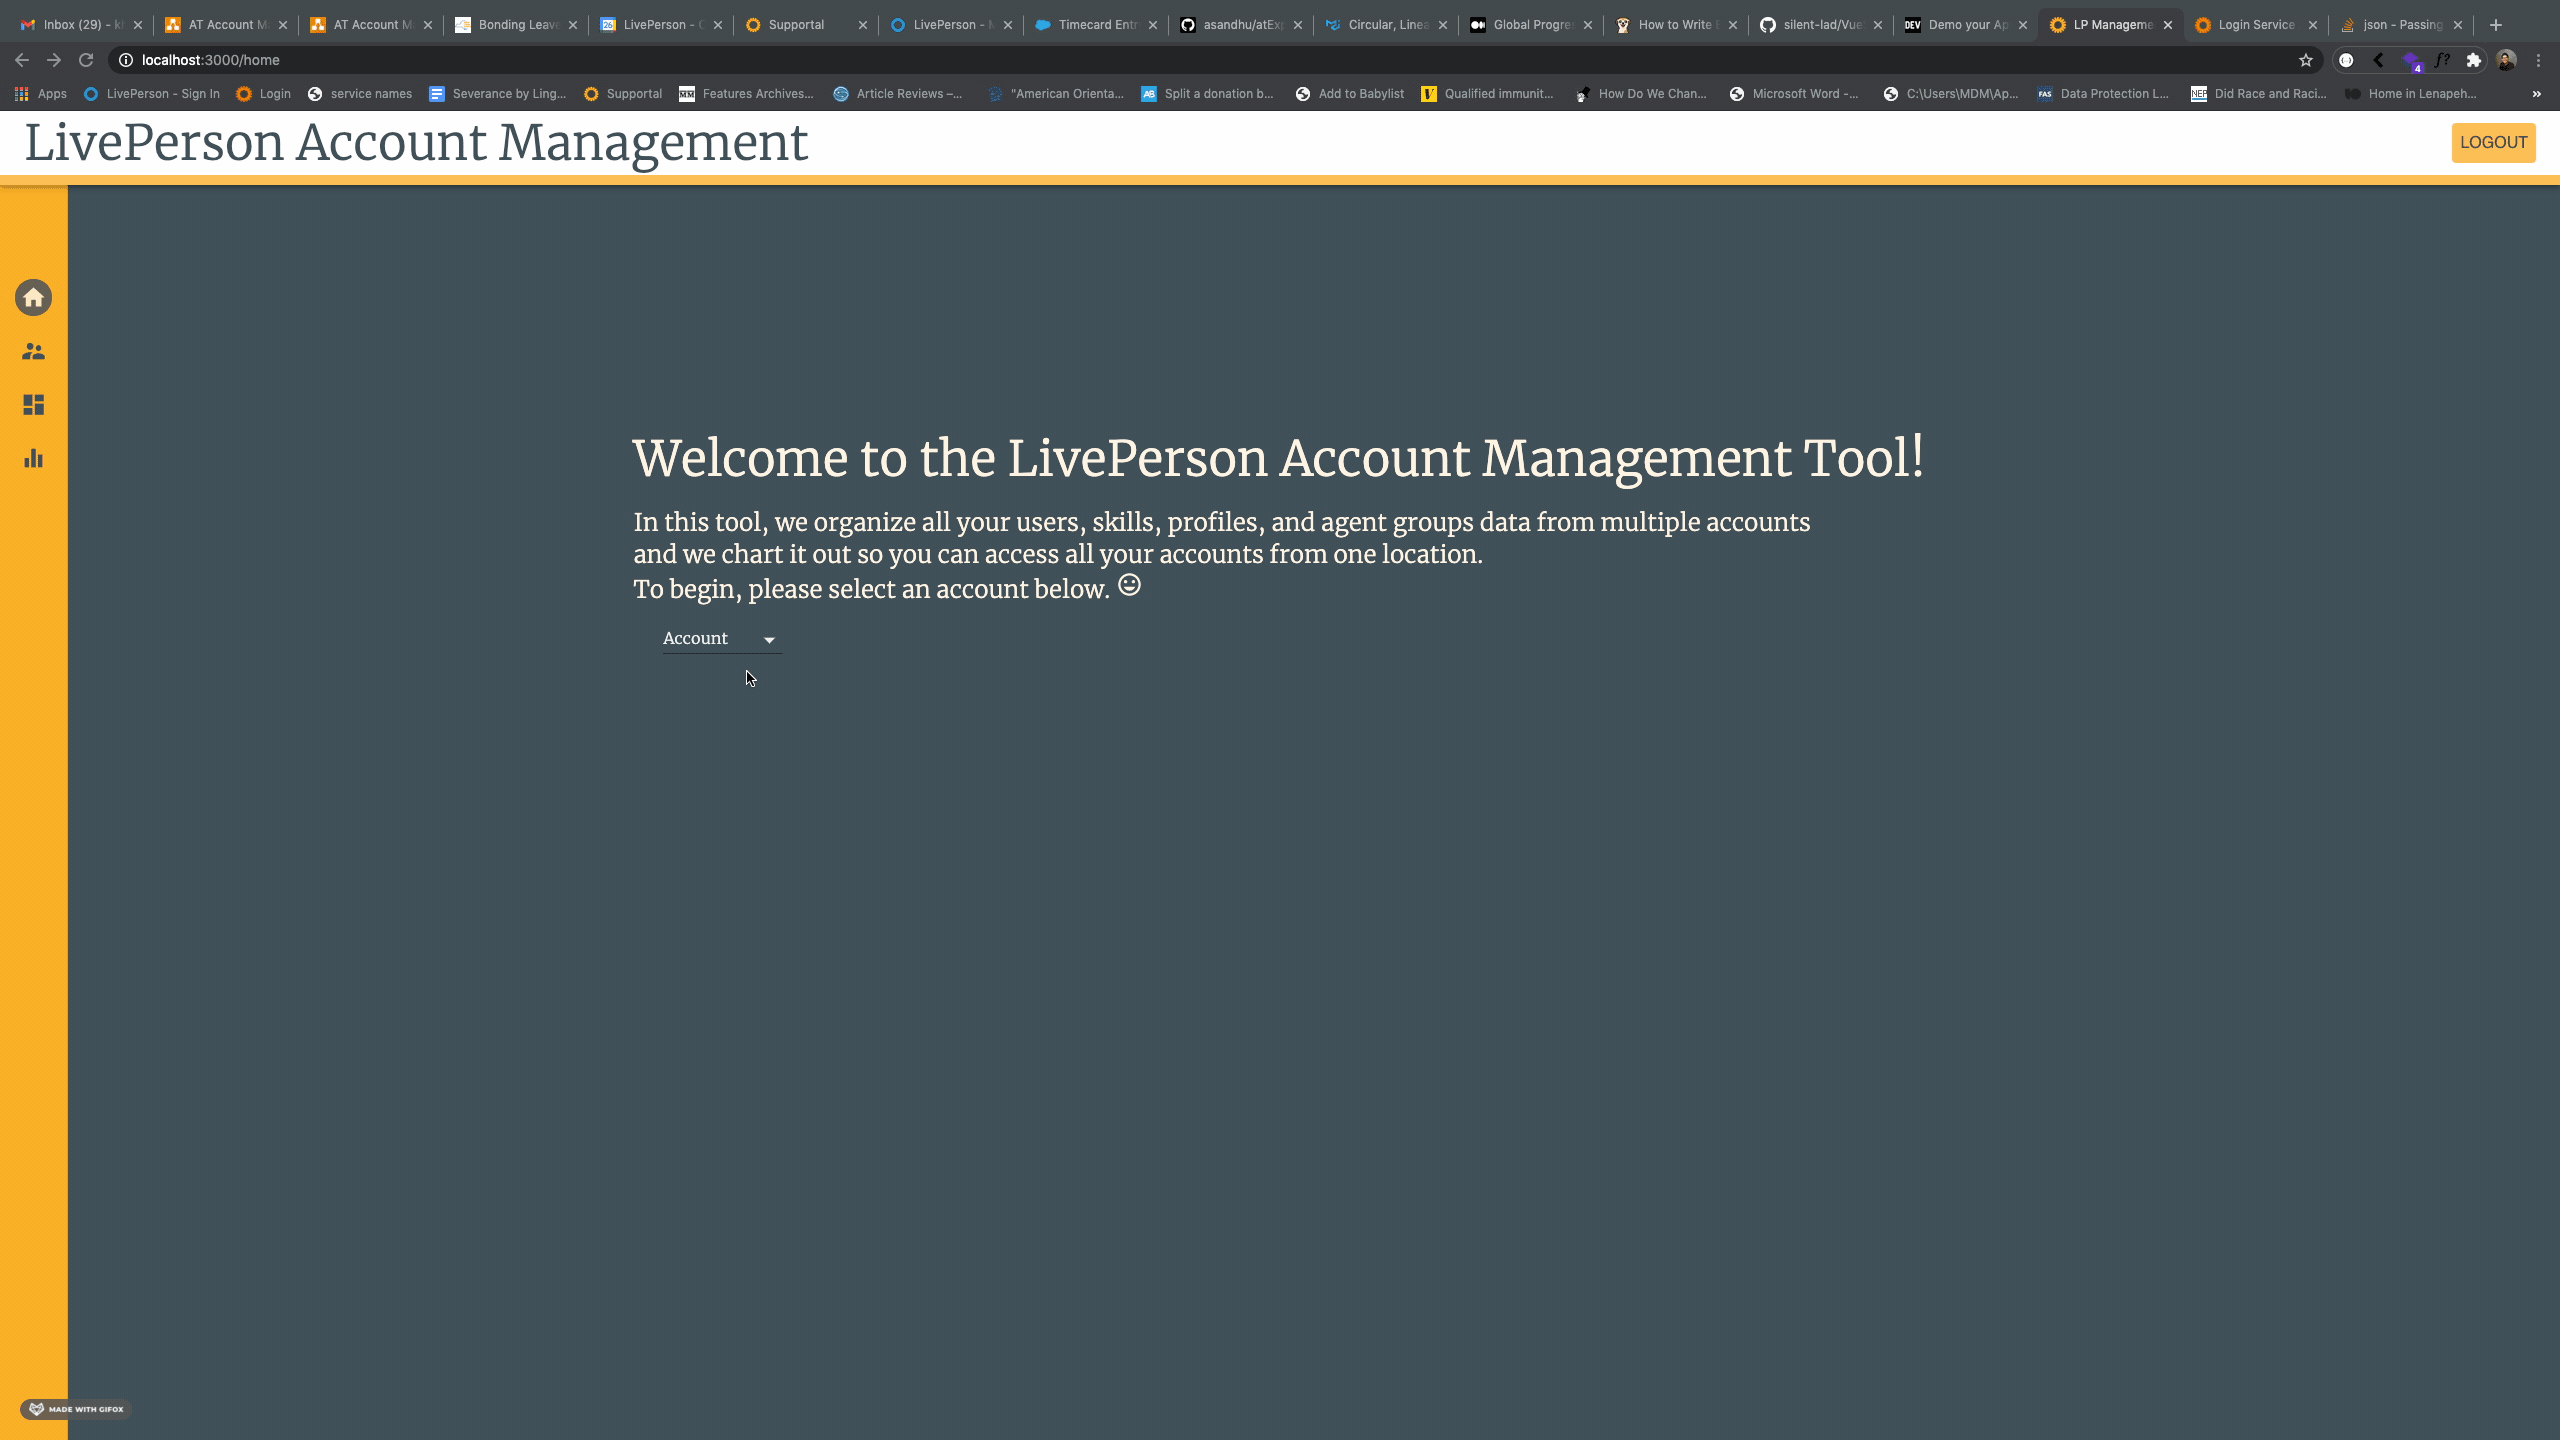 Inbox (29) - k
AT Account M
AT Account M
Bonding Leav
LivePerson - C
Supportal
LivePerson - M
Timecard Entr
asandhu/atEx
Circular, Linea
Global Progre
How to Write
silent-lad/Vue
Demo your Ap
LP Manageme
Login Service
json - Passing
localhost:3000/home
Apps
LivePerson - Sign In
Login
service names
Severance by Ling...
Supportal
Features Archives...
Article Reviews –...
"American Orienta...
Split a donation b...
Add to Babylist
Qualified immunit...
How Do We Chan...
Microsoft Word -...
C:\Users\MDM\Ap...
Data Protection L...
Did Race and Raci...
Home in Lenapeh...
LivePerson Account Management
LOGOUT
Welcome to the LivePerson Account Management Tool!
In this tool, we organize all your users, skills, profiles, and agent groups data from multiple accounts
and we chart it out so you can access all your accounts from one location.
To begin, please select an account below.
Account
MADE WITH GIFOX